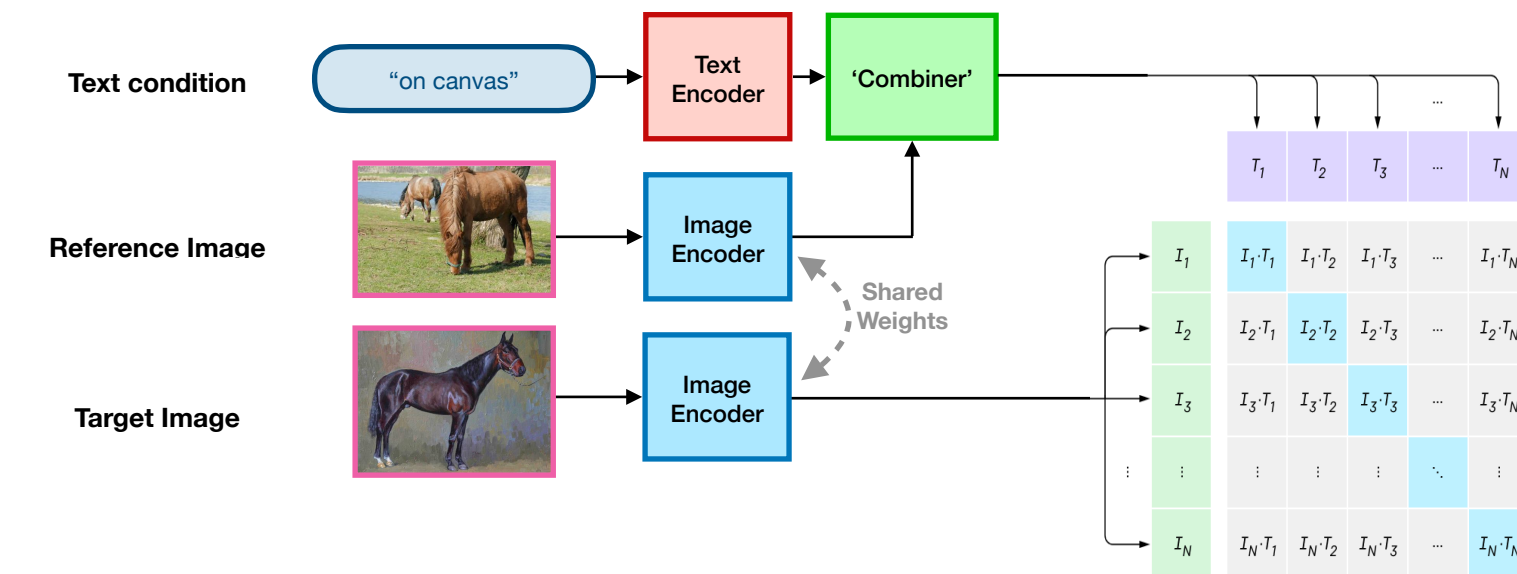 Text condition
“on canvas”
Text
Encoder
‘Combiner’
...
T1 T2 T3 ... TN
Reference Image
Image
Encoder
Shared
Weights
Target Image
Image
Encoder
I1 I1·T1 I1·T2 I1·T3 ... I1·TN
I2 I2·T1 I2·T2 I2·T3 ... I2·TN
I3 I3·T1 I3·T2 I3·T3 ... I3·TN
⋮ ⋮ ⋮ ⋮ ⋮ ⋱ ⋮
IN IN·T1 IN·T2 IN·T3 ... IN·TN